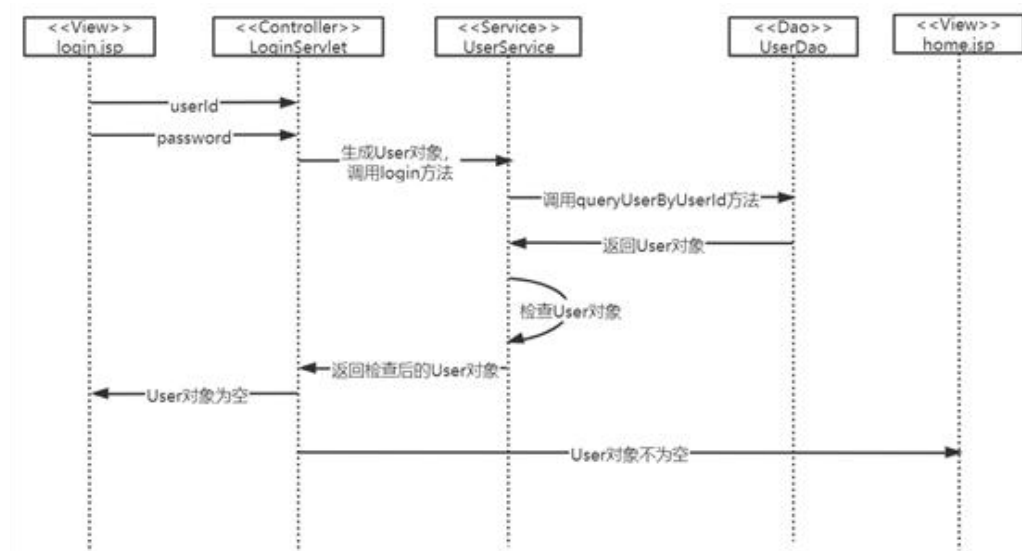 <<View>>
login.jsp
<<Controller>>
LoginServlet
<<Service>>
UserService
<<Dao>>
UserDao
<<View>>
home.jsp
userId
password
生成User对象,
调用login方法
调用queryUserByUserId方法
返回User对象
检查User对象
返回检查后的User对象
User对象为空
User对象不为空